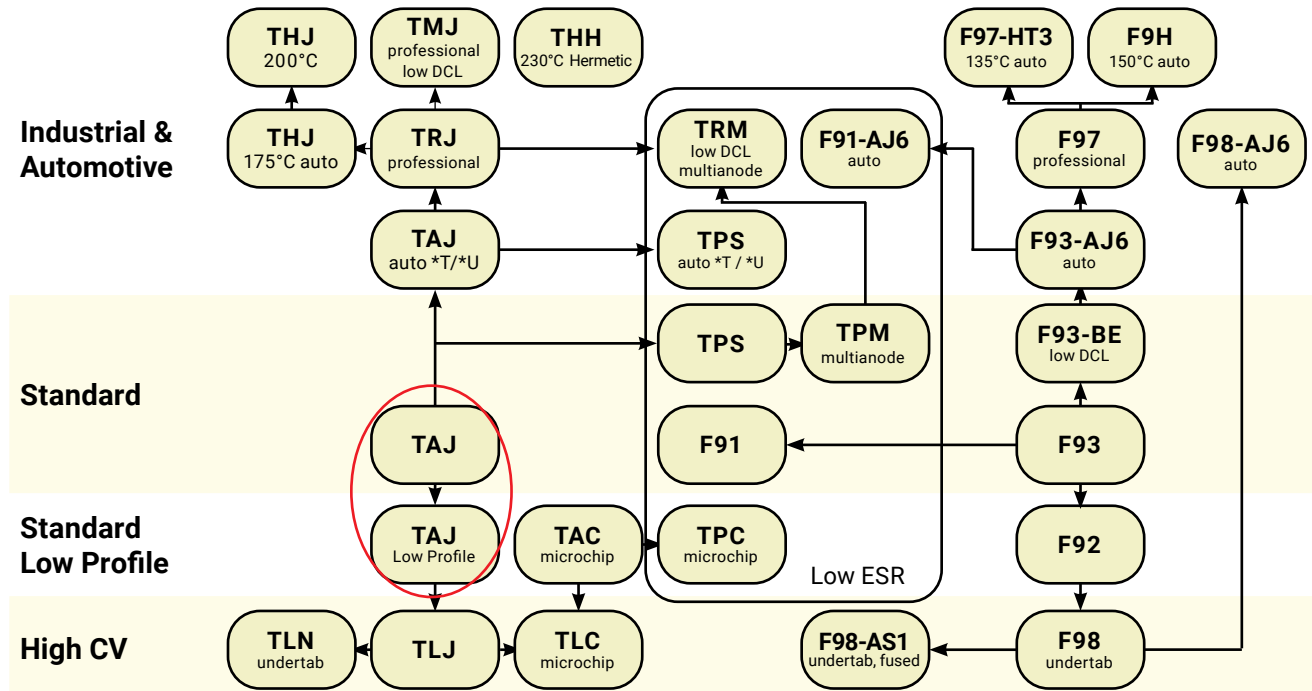 THJ
200°C
TMJ
professional
low DCL
THH
230°C Hermetic
F97-HT3
135°C auto
F9H
150°C auto
Industrial &
Automotive
THJ
175°C auto
TRJ
professional
TRM
low DCL
multianode
F91-AJ6
auto
F97
professional
F98-AJ6
auto
TAJ
auto *T/*U
TPS
auto *T / *U
F93-AJ6
auto
Standard
TPS
TPM
multianode
F93-BE
low DCL
TAJ
F91
F93
Standard
Low Profile
TAJ
Low Profile
TAC
microchip
TPC
microchip
F92
Low ESR
High CV
TLN
undertab
TLJ
TLC
microchip
F98-AS1
undertab, fused
F98
undertab